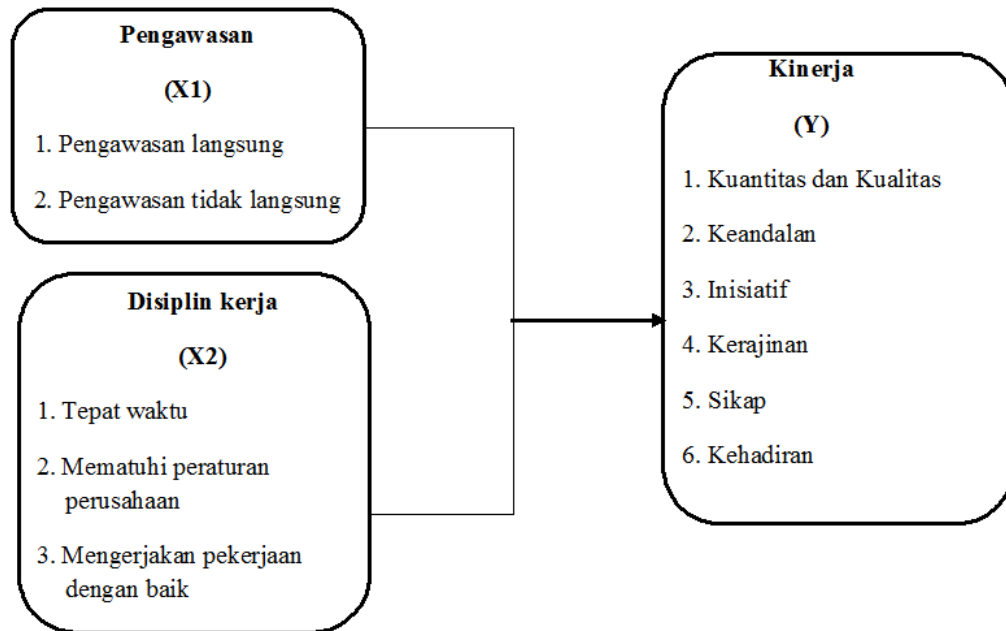 Pengawasan
(X1)
1. Pengawasan langsung
2. Pengawasan tidak langsung
Disiplin kerja
(X2)
1. Tepat waktu
2. Mematuhi peraturan
perusahaan
3. Mengerjakan pekerjaan
dengan baik
Kinerja
(Y)
1. Kuantitas dan Kualitas
2. Keandalan
3. Inisiatif
4. Kerajinan
5. Sikap
6. Kehadiran